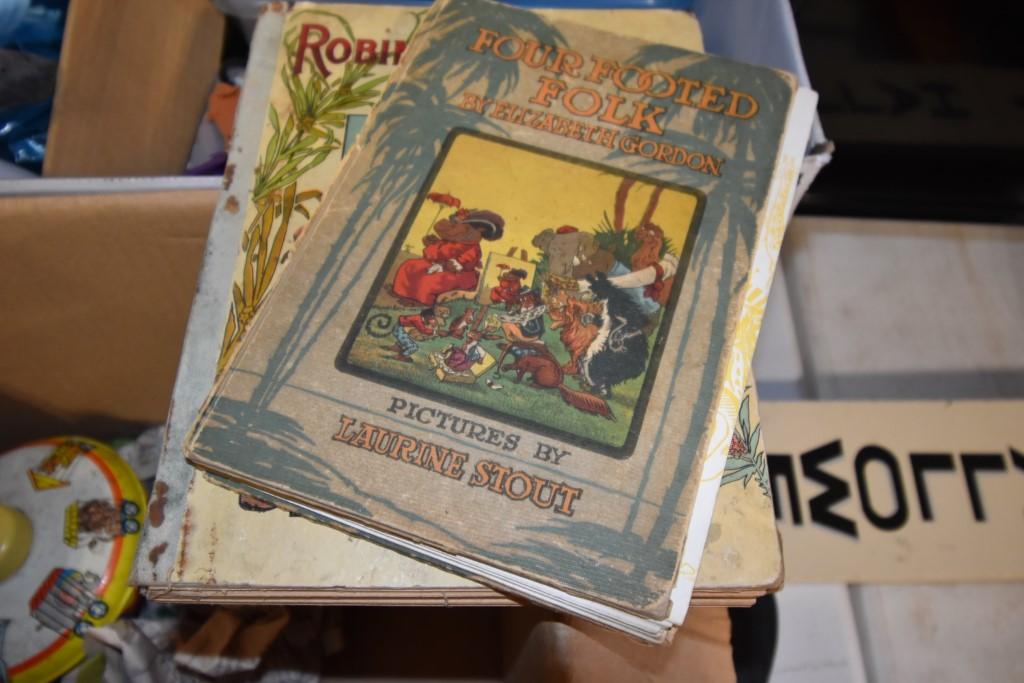 ROBIN
FOUR FOOTED
FOLK
BY ELIZABETH GORDON
PICTURES BY
LAURINE STOUT